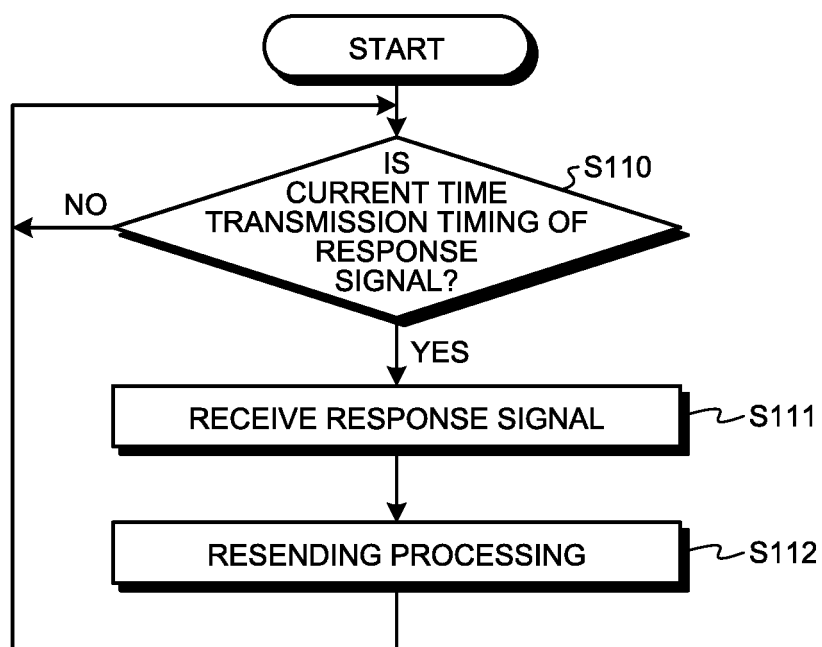 START
IS
CURRENT TIME
TRANSMISSION TIMING OF
RESPONSE
SIGNAL?
S110
NO
YES
RECEIVE RESPONSE SIGNAL
S111
RESENDING PROCESSING
S112